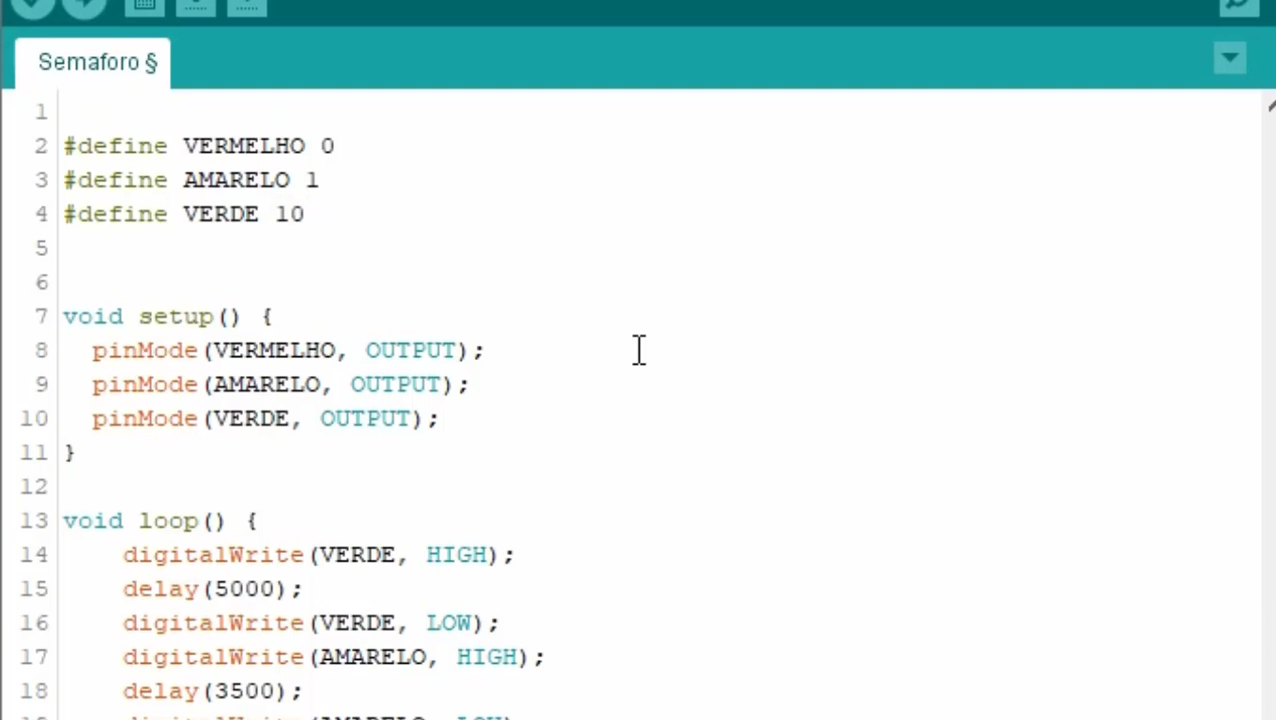 Semaforo §
1
2 #define VERMELHO 0
3 #define AMARELO 1
4 #define VERDE 10
5
6
7 void setup() {
8 pinMode(VERMELHO, OUTPUT);
9 pinMode(AMARELO, OUTPUT);
10 pinMode(VERDE, OUTPUT);
11 }
12
13 void loop() {
14 digitalWrite(VERDE, HIGH);
15 delay(5000);
16 digitalWrite(VERDE, LOW);
17 digitalWrite(AMARELO, HIGH);
18 delay(3500);